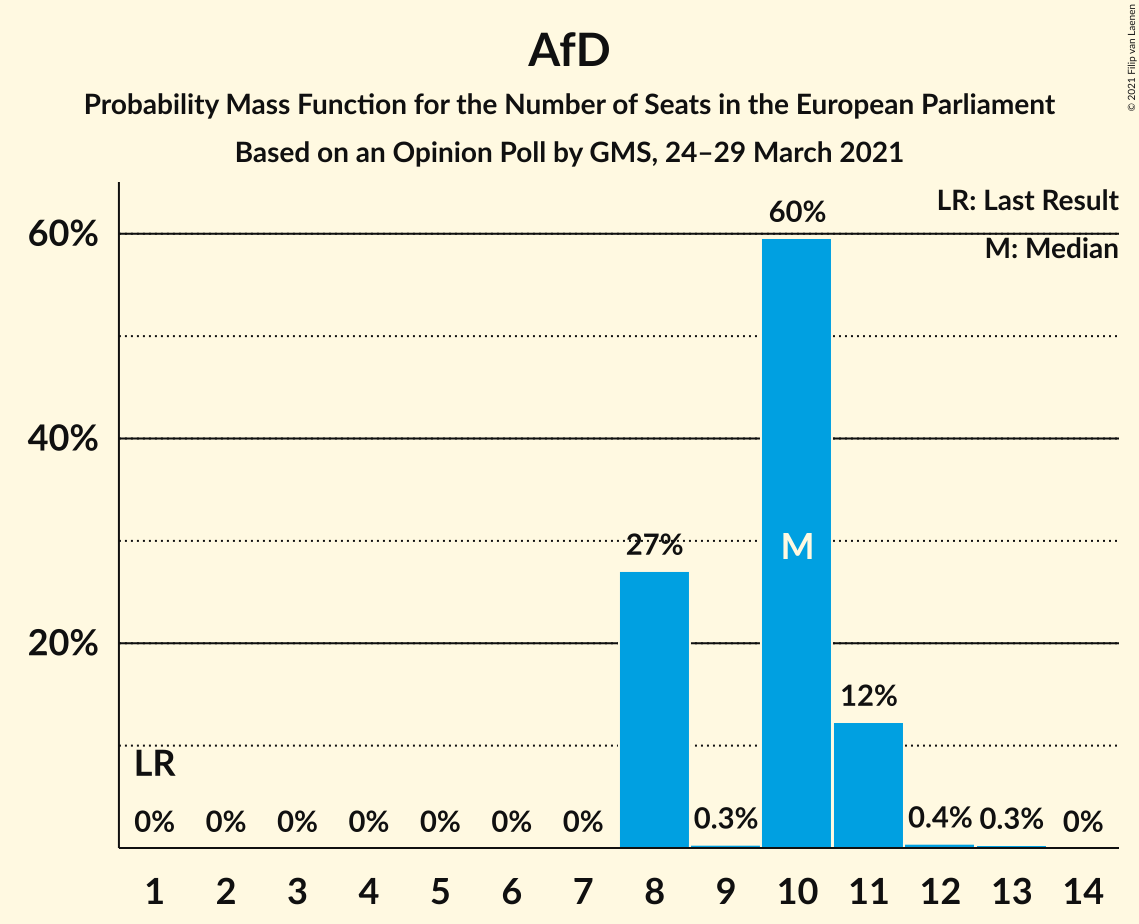 AfD
Probability Mass Function for the Number of Seats in the European Parliament
Based on an Opinion Poll by GMS, 24–29 March 2021
© 2021 Filip van Laenen
LR: Last Result
M: Median
60%
40%
20%
60%
27%
M
12%
LR
0% 0% 0% 0% 0% 0% 0% 0.3% 0.4% 0.3% 0%
1 2 3 4 5 6 7 8 9 10 11 12 13 14